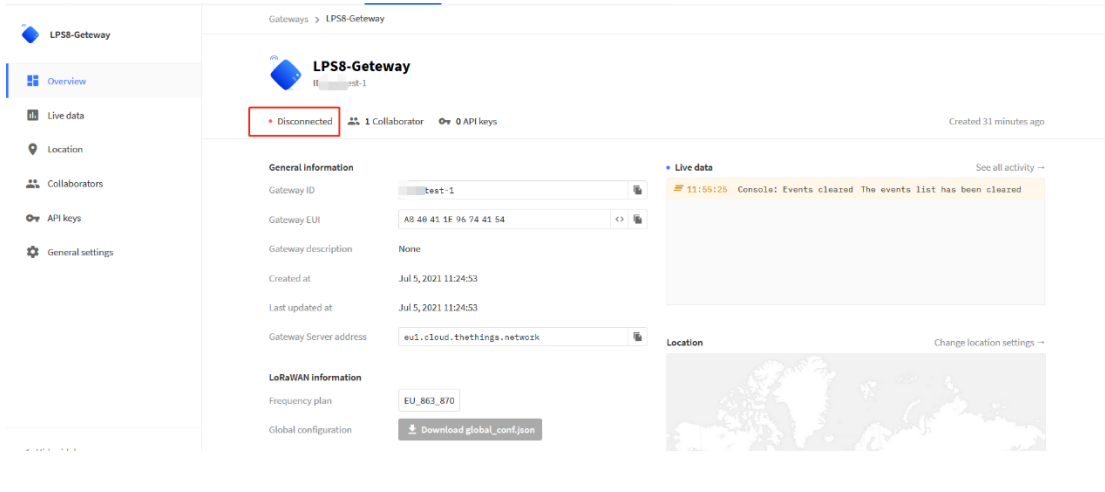 Gateways > LPS8-Geteway
LPS8-Geteway
LPS8-Geteway
est-1
Overview
Live data
Location
Collaborators
API keys
General settings
Disconnected 1 Collaborator 0 API keys Created 31 minutes ago
General information
Gateway ID test-1
Gateway EUI A8 40 41 1E 96 74 41 54
Gateway description None
Created at Jul 5, 2021 11:24:53
Last updated at Jul 5, 2021 11:24:53
Gateway Server address eu1.cloud.thethings.network
LoRaWAN information
Frequency plan EU_863_870
Global configuration Download global_conf.json
Live data See all activity →
11:55:25 Console: Events cleared The events list has been cleared
Location Change location settings →